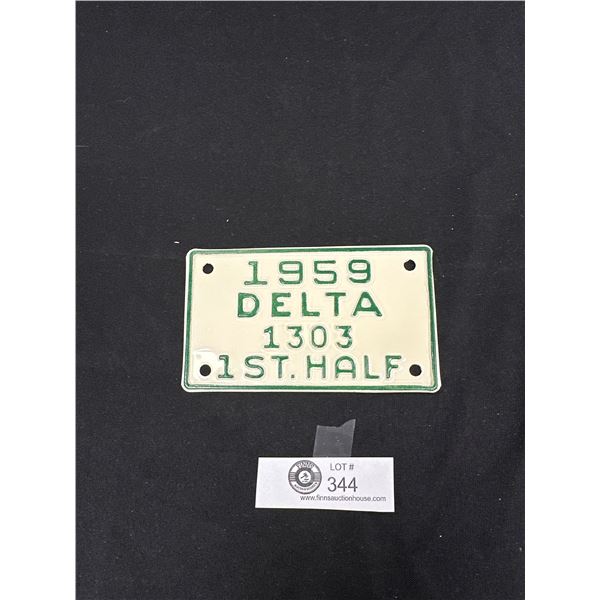 1959
DELTA
1303
1ST. HALF
LOT #
344
www.finnsauctionhouse.com